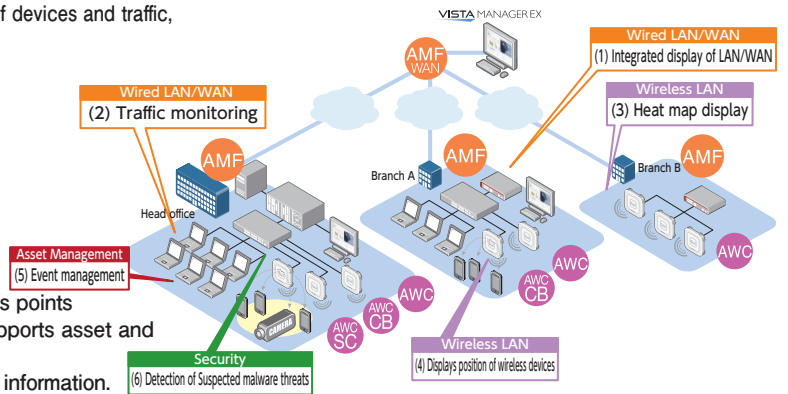 f devices and traffic,
VISTA MANAGER EX
AMF
WAN
Wired LAN/WAN
(1) Integrated display of LAN/WAN
Wired LAN/WAN
(2) Traffic monitoring
Wireless LAN
(3) Heat map display
AMF
Branch A
AMF
Branch B
AMF
Head office
Asset Management
(5) Event management
s points
pports asset and
information.
CAMERA
AWC
SC
AWC
CB
AWC
AWC
CB
AWC
AWC
Security
(6) Detection of Suspected malware threats
Wireless LAN
(4) Displays position of wireless devices